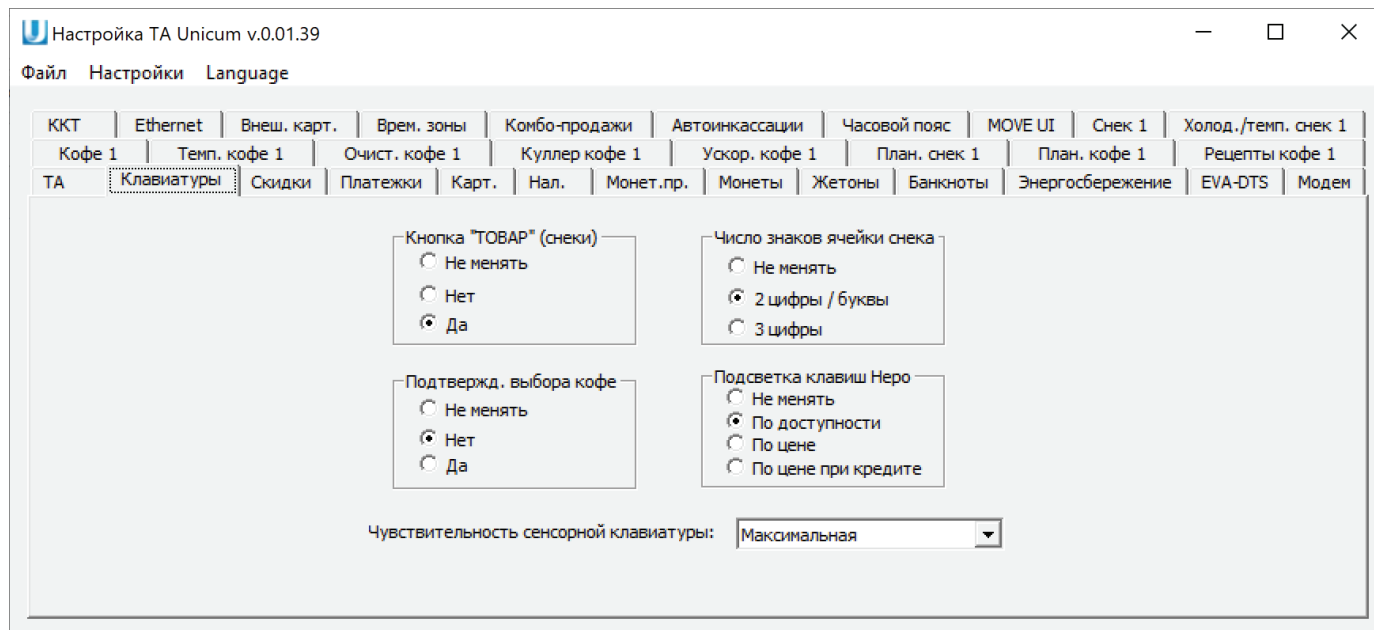 Настройка TA Unicum v.0.01.39
Файл Настройки Language
ККТ Ethernet Внеш. карт. Врем. зоны Комбо-продажи Автоинкассации Часовой пояс MOVE UI Снек 1 Холод./темп. снек 1
Кофе 1 Темп. кофе 1 Очист. кофе 1 Куллер кофе 1 Ускор. кофе 1 План. снек 1 План. кофе 1 Рецепты кофе 1
ТА Клавиатуры Скидки Платежки Карт. Нал. Монет.пр. Монеты Жетоны Банкноты Энергосбережение EVA-DTS Модем
Кнопка "ТОВАР" (снеки)
Не менять
Нет
Да
Число знаков ячейки снека
Не менять
2 цифры / буквы
3 цифры
Подтвержд. выбора кофе
Не менять
Нет
Да
Подсветка клавиш Неро
Не менять
По доступности
По цене
По цене при кредите
Чувствительность сенсорной клавиатуры: Максимальная